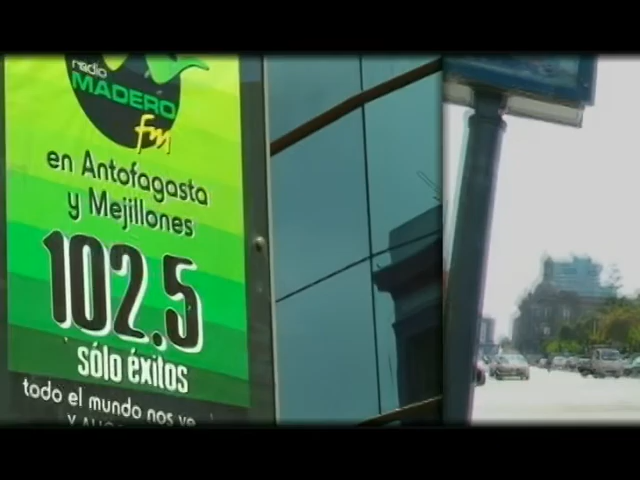 radio
MADERO
fm
en Antofagasta
y Mejillones
102.5
sólo éxitos
todo el mundo nos ve